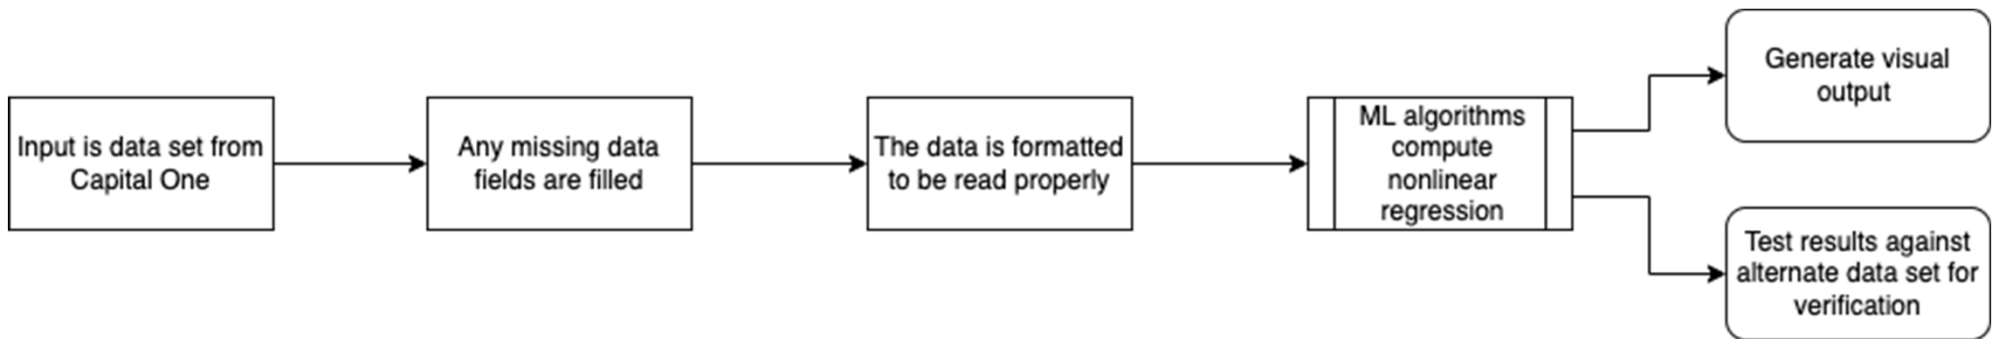 Input is data set from
Capital One
Any missing data
fields are filled
The data is formatted
to be read properly
ML algorithms
compute
nonlinear
regression
Generate visual
output
Test results against
alternate data set for
verification